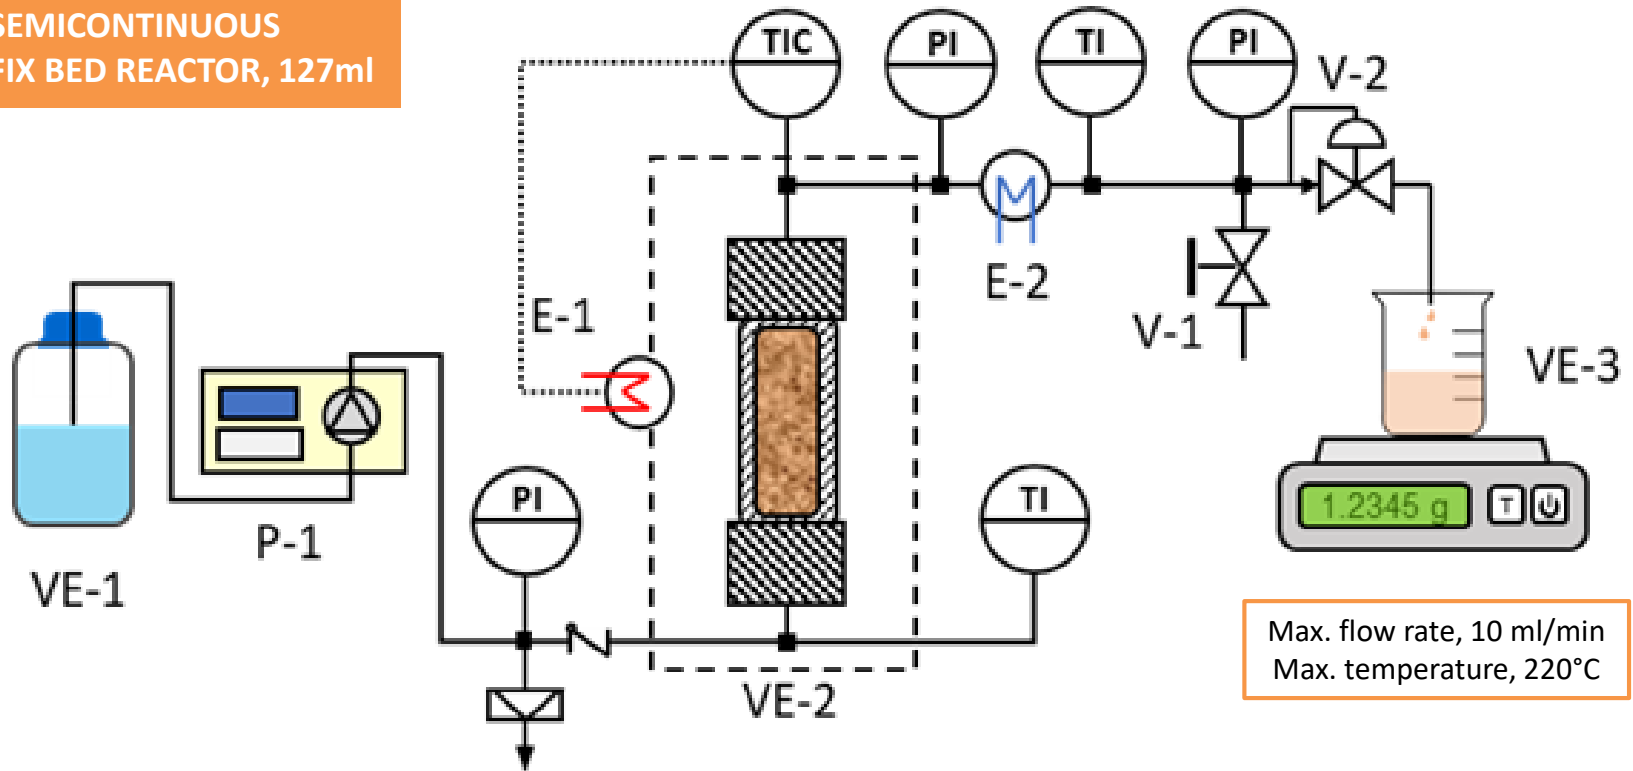 SEMICONTINUOUS
FIX BED REACTOR, 127ml
TIC
PI
TI
PI
V-2
E-1
E-2
V-1
VE-3
PI
TI
1.2345 g
T
P-1
VE-1
VE-2
Max. flow rate, 10 ml/min
Max. temperature, 220°C